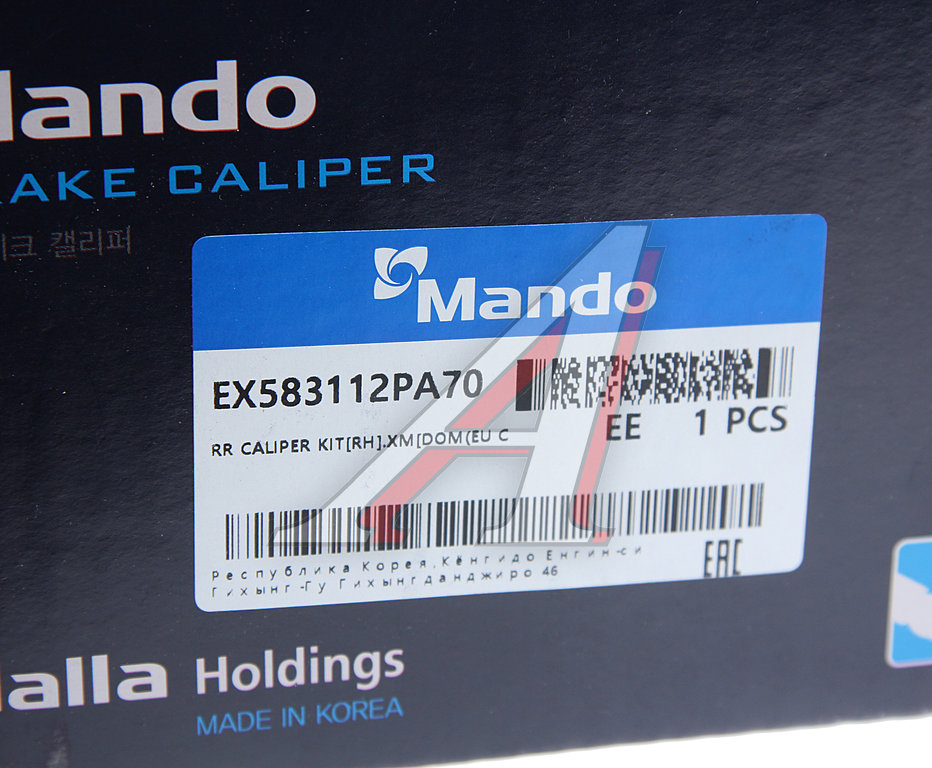 Mando
AKE CALIPER
크 캘리퍼
Mando
EX583112PA70
EE 1 PCS
RR CALIPER KIT[RH].XM[DOM(EU C
Республика Корея,Кёнгидо Енгин-си
Гихынг-Гу Гихынгданджиро 46
EAC
alla Holdings
MADE IN KOREA